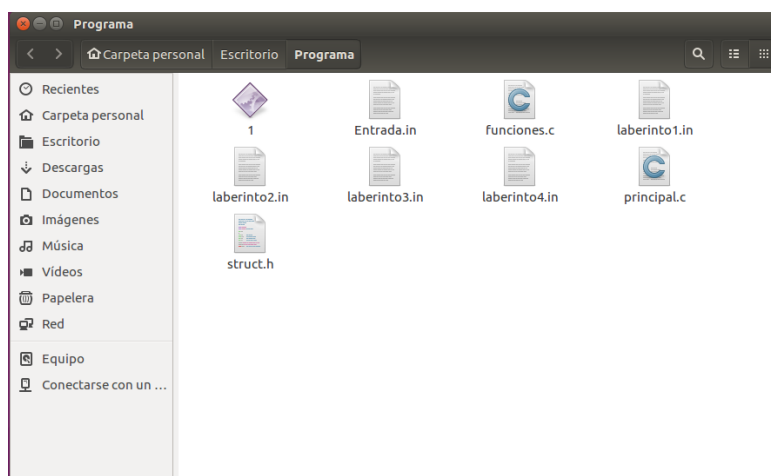 Programa
Carpeta personal Escritorio Programa
Recientes
Carpeta personal
Escritorio
Descargas
Documentos
Imágenes
Música
Vídeos
Papelera
Red
Equipo
Conectarse con un ...
1 Entrada.in funciones.c laberinto1.in
laberinto2.in laberinto3.in laberinto4.in principal.c
struct.h